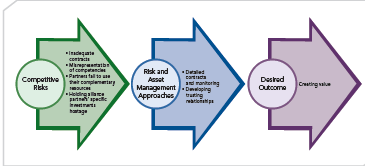 Competitive
Risks
• Inadequate
contracts
• Misrepresentation
of competencies
• Partners fail to use
their complementary
resources
• Holding alliance
partners' specific
investments
hostage
Risk and
Asset
Management
Approaches
• Detailed
contracts
and monitoring
• Developing
trusting
relationships
Desired
Outcome
Creating value